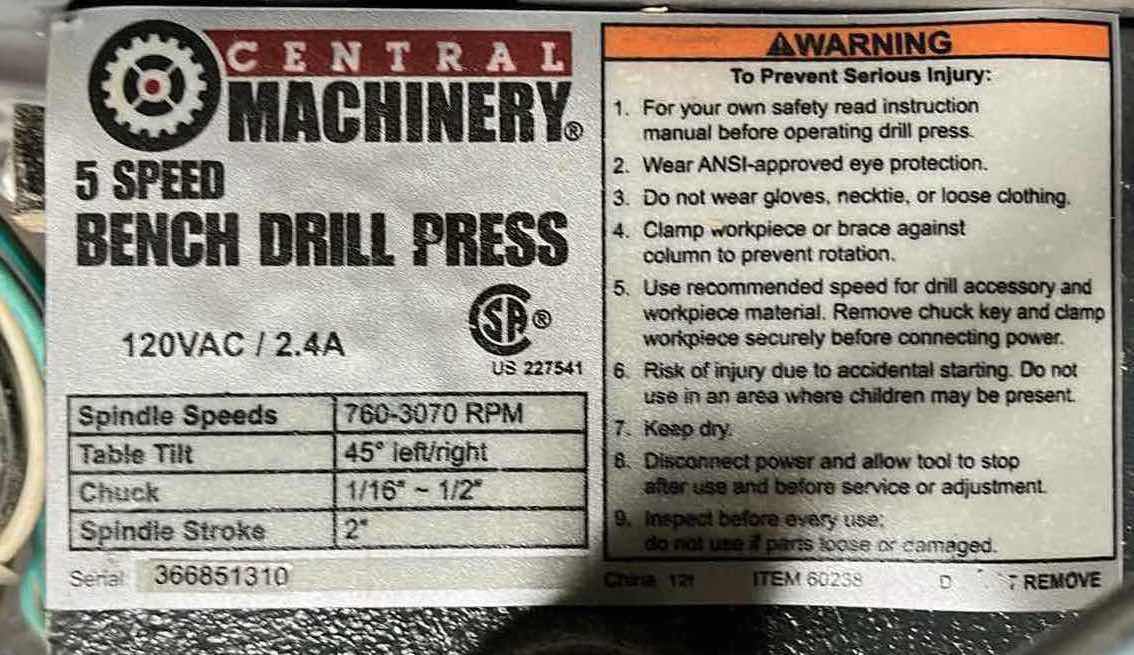 CENTRAL
MACHINERY®
5 SPEED
BENCH DRILL PRESS
120VAC / 2.4A
SA®
US 227541
Spindle Speeds 760-3070 RPM
Table Tilt 45° left/right
Chuck 1/16" ~ 1/2"
Spindle Stroke 2"
Serial 366851310
⚠WARNING
To Prevent Serious Injury:
1. For your own safety read instruction
manual before operating drill press.
2. Wear ANSI-approved eye protection.
3. Do not wear gloves, necktie, or loose clothing.
4. Clamp workpiece or brace against
column to prevent rotation.
5. Use recommended speed for drill accessory and
workpiece material. Remove chuck key and clamp
workpiece securely before connecting power.
6. Risk of injury due to accidental starting. Do not
use in an area where children may be present.
7. Keep dry.
8. Disconnect power and allow tool to stop
after use and before service or adjustment.
9. Inspect before every use;
do not use if parts loose or damaged.
China ITEM 60238 REMOVE